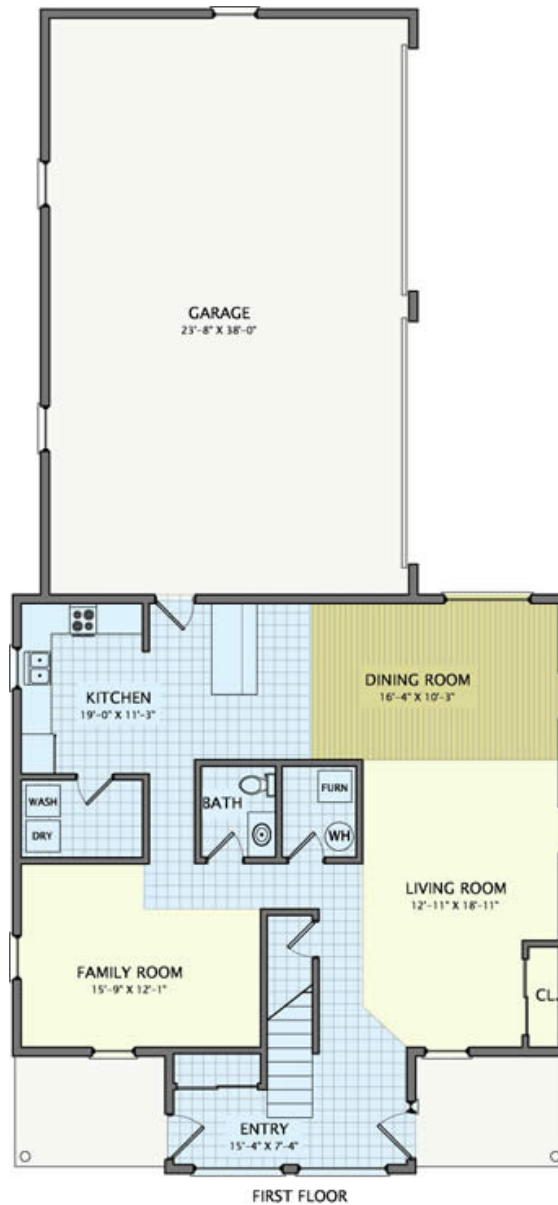 GARAGE
23'-8" X 38'-0"
DINING ROOM
16'-4" X 10'-3"
KITCHEN
19'-0" X 11'-3"
WASH
DRY
BATH
FURN
WH
LIVING ROOM
12'-11" X 18'-11"
FAMILY ROOM
15'-9" X 12'-1"
CL.
ENTRY
15'-4" X 7'-4"
FIRST FLOOR